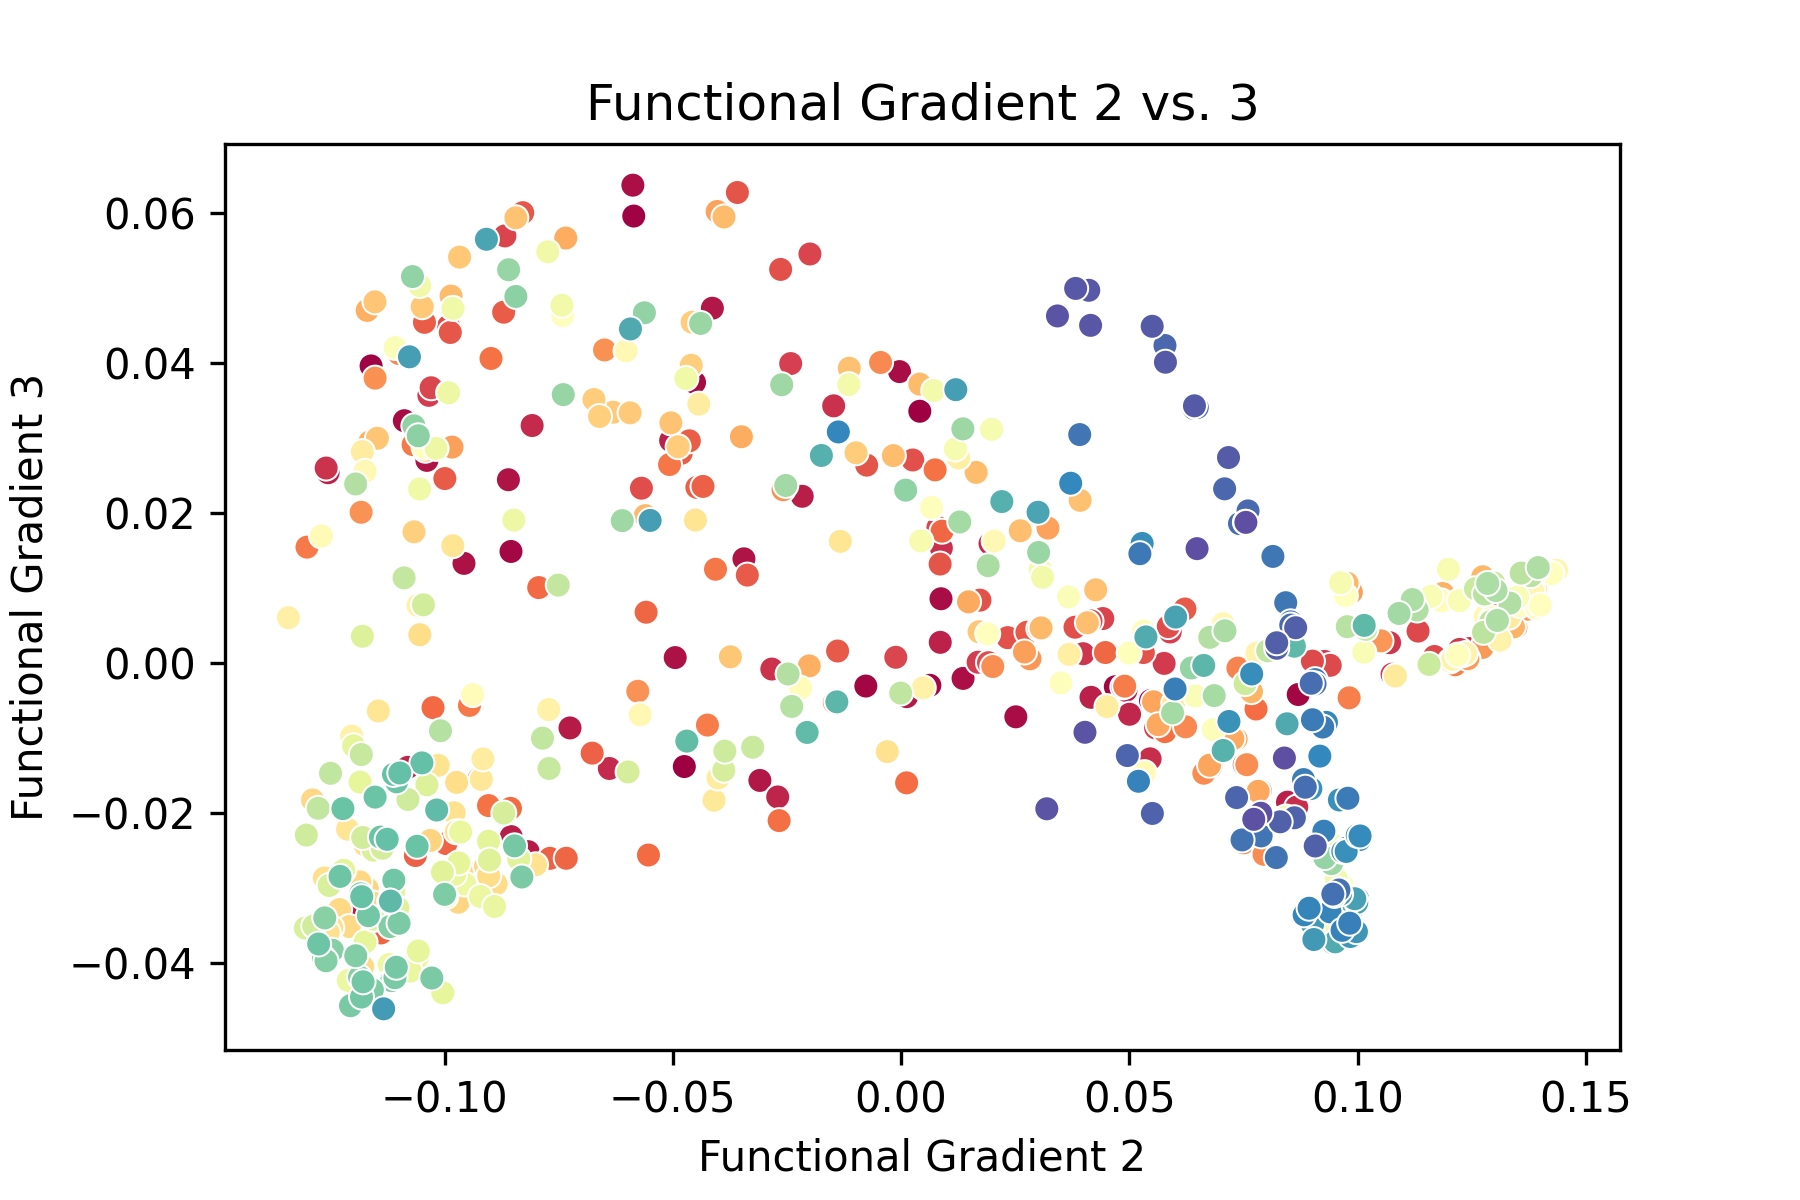 Functional Gradient 2 vs. 3
0.06
0.04
0.02
0.00
−0.02
−0.04
Functional Gradient 3
−0.10 −0.05 0.00 0.05 0.10 0.15
Functional Gradient 2